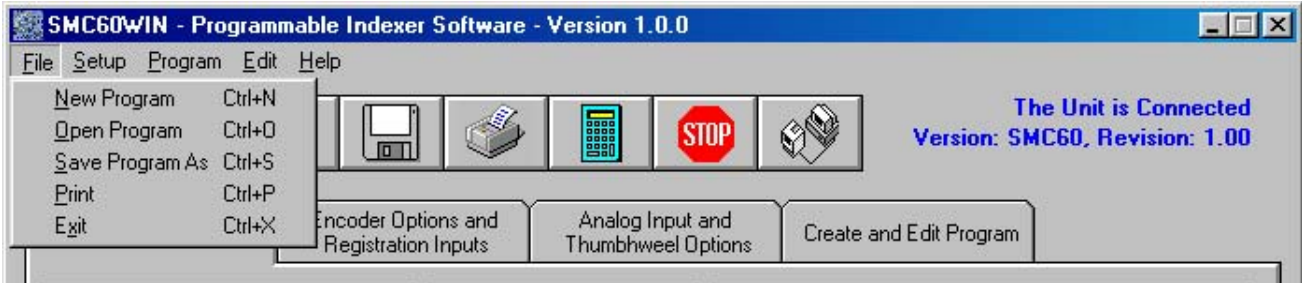 SMC60WIN - Programmable Indexer Software - Version 1.0.0
File Setup Program Edit Help
New Program Ctrl+N
Open Program Ctrl+O
Save Program As Ctrl+S
Print Ctrl+P
Exit Ctrl+X
STOP
The Unit is Connected
Version: SMC60, Revision: 1.00
Encoder Options and
Registration Inputs
Analog Input and
Thumbhweel Options
Create and Edit Program